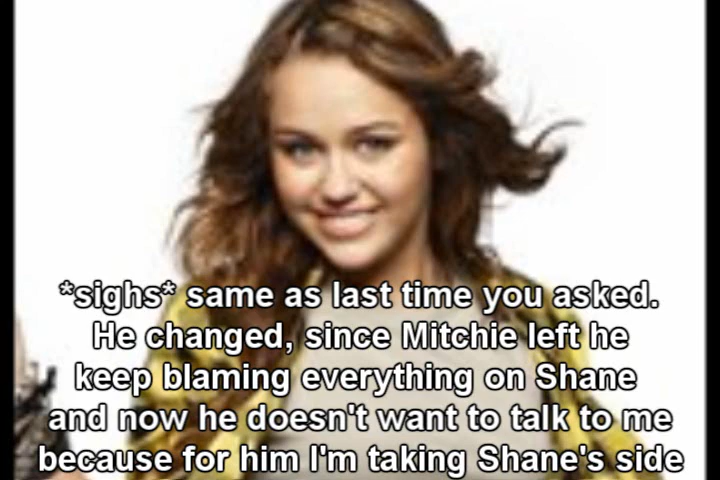 *sighs* same as last time you asked.
He changed, since Mitchie left he
keep blaming everything on Shane
and now he doesn't want to talk to me
because for him I'm taking Shane's side